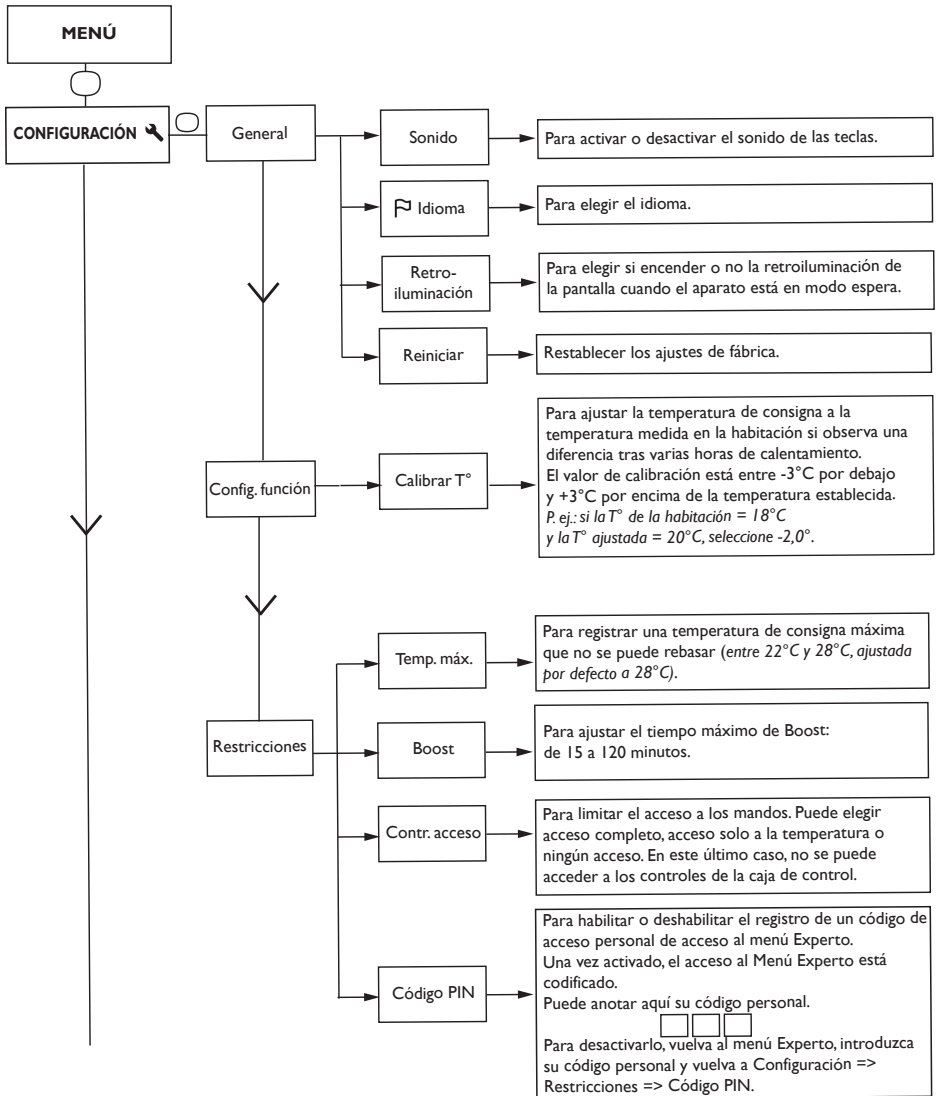 MENÚ
CONFIGURACIÓN
General
Sonido
Para activar o desactivar el sonido de las teclas.
Idioma
Para elegir el idioma.
Retro-
iluminación
Para elegir si encender o no la retroiluminación de
la pantalla cuando el aparato está en modo espera.
Reiniciar
Restablecer los ajustes de fábrica.
Config. función
Calibrar T°
Para ajustar la temperatura de consigna a la
temperatura medida en la habitación si observa una
diferencia tras varias horas de calentamiento.
El valor de calibración está entre -3°C por debajo
y +3°C por encima de la temperatura establecida.
P. ej.: si la T° de la habitación = 18°C
y la T° ajustada = 20°C, seleccione -2,0°.
Restricciones
Temp. máx.
Para registrar una temperatura de consigna máxima
que no se puede rebasar (entre 22°C y 28°C, ajustada
por defecto a 28°C).
Boost
Para ajustar el tiempo máximo de Boost:
de 15 a 120 minutos.
Contr. acceso
Para limitar el acceso a los mandos. Puede elegir
acceso completo, acceso solo a la temperatura o
ningún acceso. En este último caso, no se puede
acceder a los controles de la caja de control.
Código PIN
Para habilitar o deshabilitar el registro de un código de
acceso personal de acceso al menú Experto.
Una vez activado, el acceso al Menú Experto está
codificado.
Puede anotar aquí su código personal.
Para desactivarlo, vuelva al menú Experto, introduzca
su código personal y vuelva a Configuración =>
Restricciones => Código PIN.